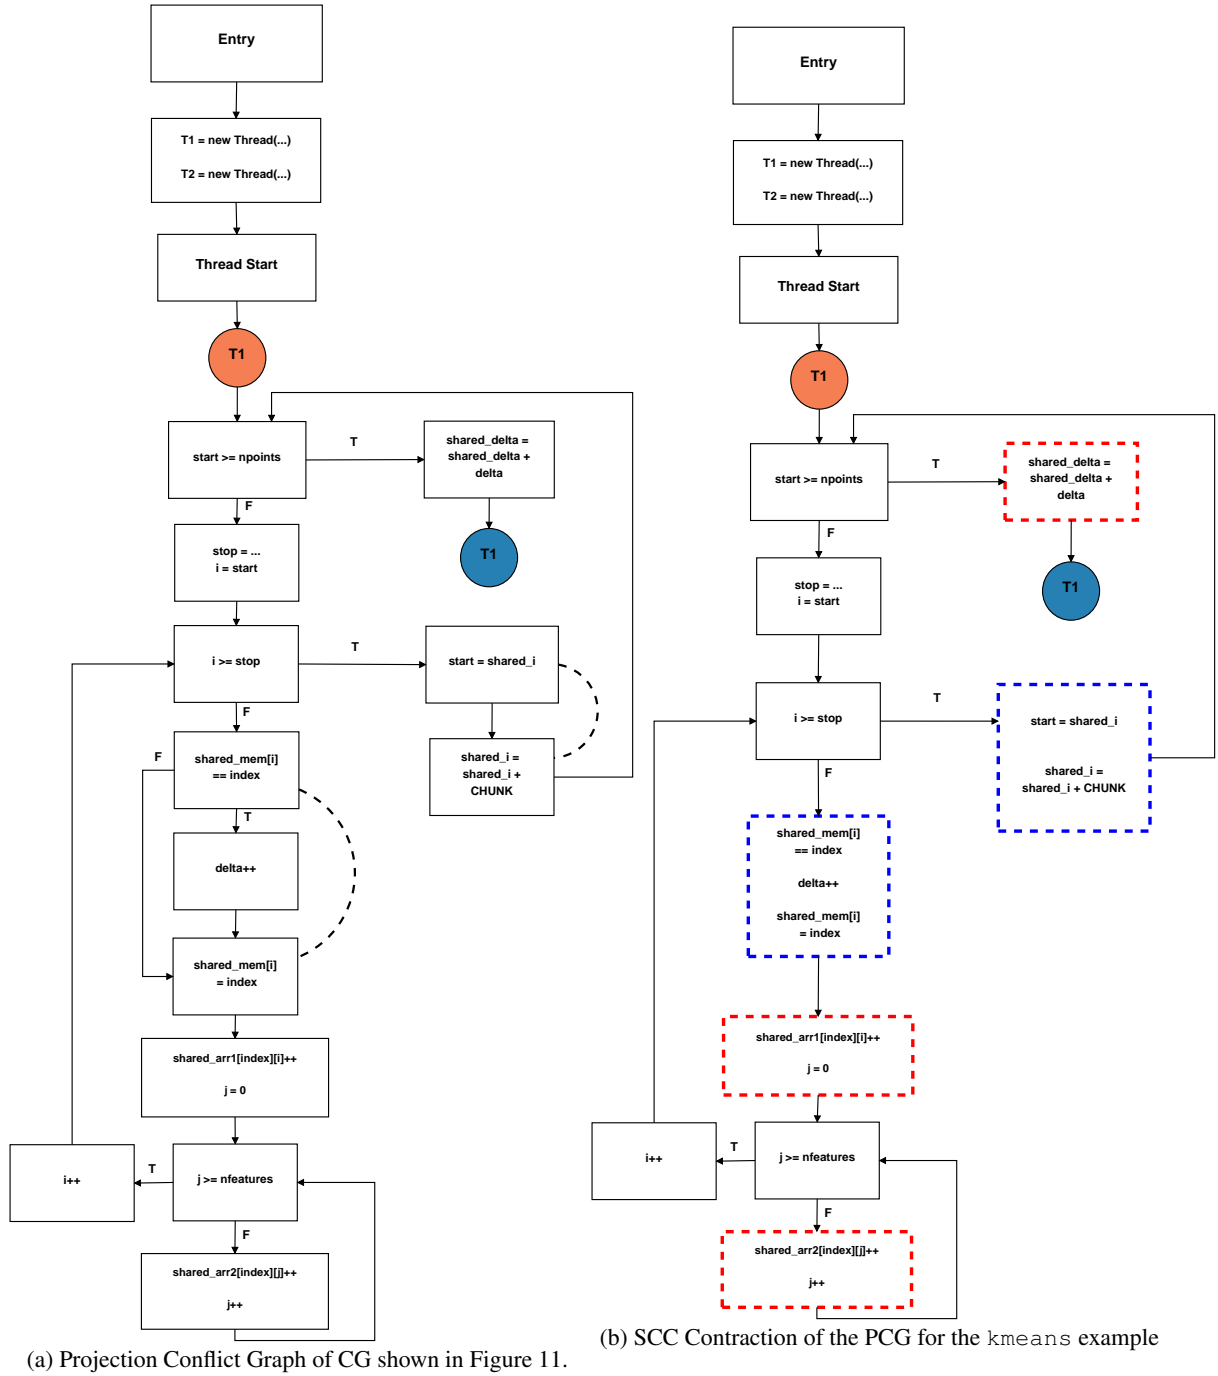 Entry
T1 = new Thread(...)
T2 = new Thread(...)
Thread Start
T1
start >= npoints
T
shared_delta =
shared_delta +
delta
T1
F
stop = ...
i = start
i >= stop
T
start = shared_i
shared_i =
shared_i +
CHUNK
F
shared_mem[i]
== index
F
T
delta++
shared_mem[i]
= index
shared_arr1[index][i]++
j = 0
j >= nfeatures
T
i++
F
shared_arr2[index][j]++
j++
(a) Projection Conflict Graph of CG shown in Figure 11.
Entry
T1 = new Thread(...)
T2 = new Thread(...)
Thread Start
T1
start >= npoints
T
shared_delta =
shared_delta +
delta
T1
F
stop = ...
i = start
i >= stop
T
start = shared_i
shared_i =
shared_i + CHUNK
F
shared_mem[i]
== index
delta++
shared_mem[i]
= index
shared_arr1[index][i]++
j = 0
j >= nfeatures
T
i++
F
shared_arr2[index][j]++
j++
(b) SCC Contraction of the PCG for the kmeans example